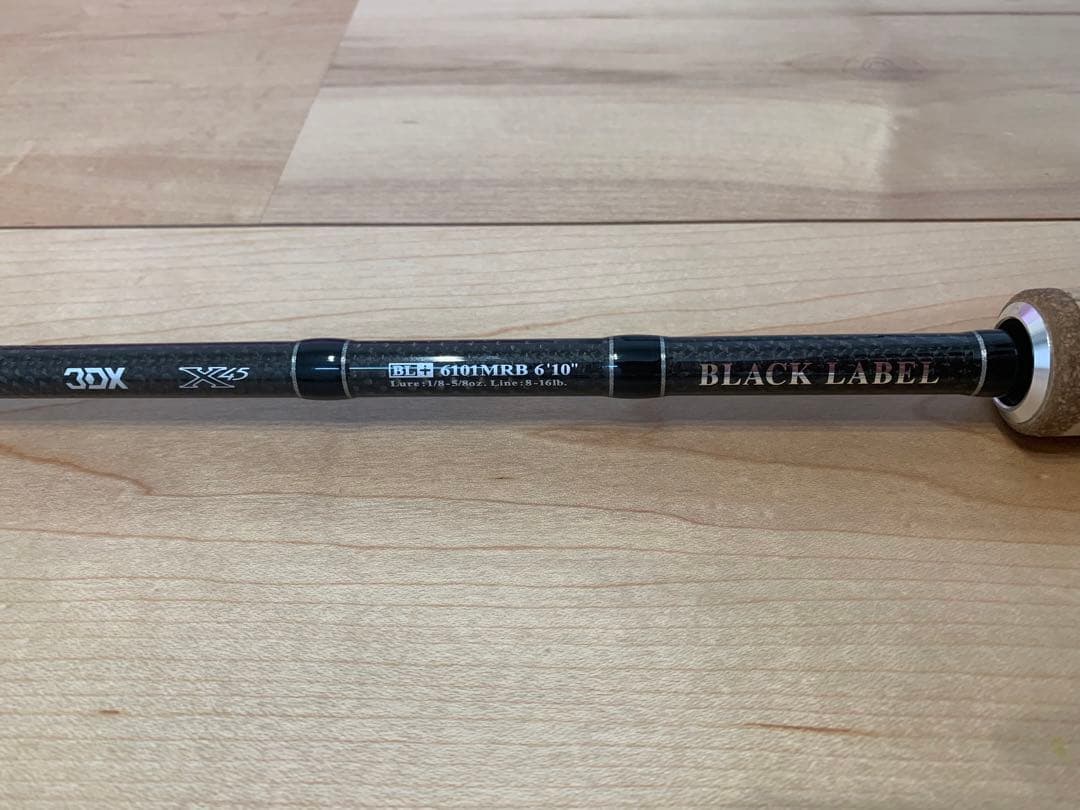 3DX X45 BL+ 6101MRB 6'10" BLACK LABEL
Lure:1/8-5/8oz. Line:8-16lb.